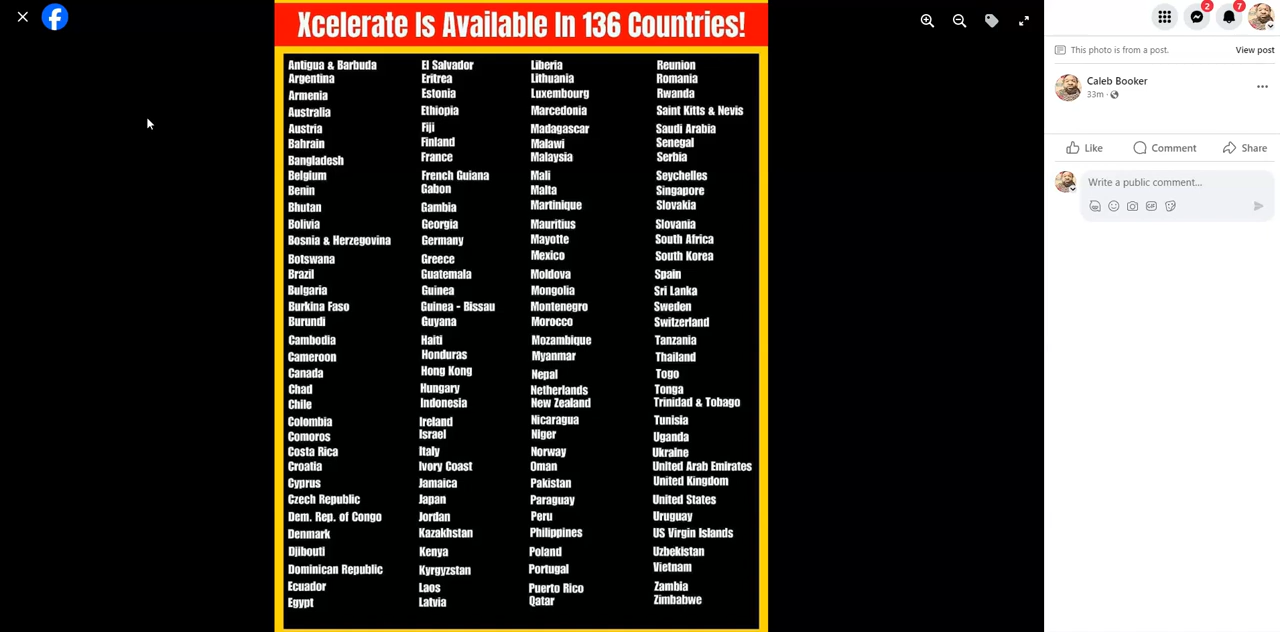 Xcelerate Is Available In 136 Countries!
Antigua & Barbuda
Argentina
Armenia
Australia
Austria
Bahrain
Bangladesh
Belgium
Benin
Bhutan
Bolivia
Bosnia & Herzegovina
Botswana
Brazil
Bulgaria
Burkina Faso
Burundi
Cambodia
Cameroon
Canada
Chad
Chile
Colombia
Comoros
Costa Rica
Croatia
Cyprus
Czech Republic
Dem. Rep. of Congo
Denmark
Djibouti
Dominican Republic
Ecuador
Egypt
El Salvador
Eritrea
Estonia
Ethiopia
Fiji
Finland
France
French Guiana
Gabon
Gambia
Georgia
Germany
Greece
Guatemala
Guinea
Guinea - Bissau
Guyana
Haiti
Honduras
Hong Kong
Hungary
Indonesia
Ireland
Israel
Italy
Ivory Coast
Jamaica
Japan
Jordan
Kazakhstan
Kenya
Kyrgyzstan
Laos
Latvia
Liberia
Lithuania
Luxembourg
Marcedonia
Madagascar
Malawi
Malaysia
Mali
Malta
Martinique
Mauritius
Mayotte
Mexico
Moldova
Mongolia
Montenegro
Morocco
Mozambique
Myanmar
Nepal
Netherlands
New Zealand
Nicaragua
Niger
Norway
Oman
Pakistan
Paraguay
Peru
Philippines
Poland
Portugal
Puerto Rico
Qatar
Reunion
Romania
Rwanda
Saint Kitts & Nevis
Saudi Arabia
Senegal
Serbia
Seychelles
Singapore
Slovakia
Slovania
South Africa
South Korea
Spain
Sri Lanka
Sweden
Switzerland
Tanzania
Thailand
Togo
Tonga
Trinidad & Tobago
Tunisia
Uganda
Ukraine
United Arab Emirates
United Kingdom
United States
Uruguay
US Virgin Islands
Uzbekistan
Vietnam
Zambia
Zimbabwe
2
7
This photo is from a post.
View post
Caleb Booker
33m ·
Like
Comment
Share
Write a public comment...
GIF